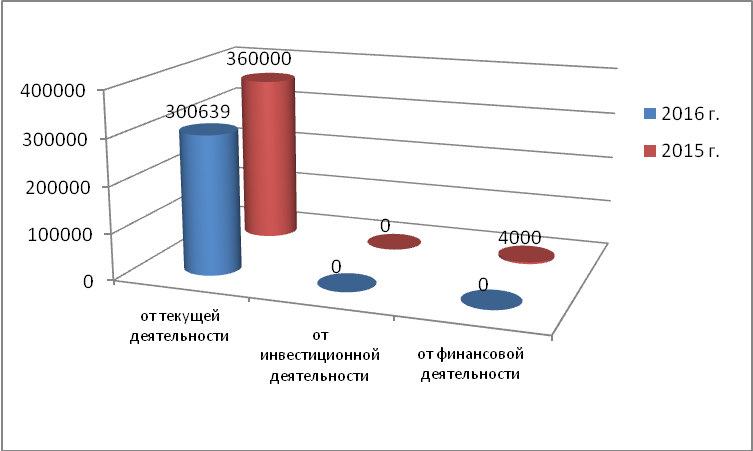 360000
400000
300639
2016 г.
300000
2015 г.
200000
0
4000
100000
0
0
0
от текущей
деятельности
от
инвестиционной
деятельности
от финансовой
деятельности